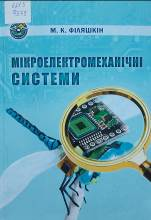 М. К. ФІЛЯШКІН
МІКРОЕЛЕКТРОМЕХАНІЧНІ
СИСТЕМИ